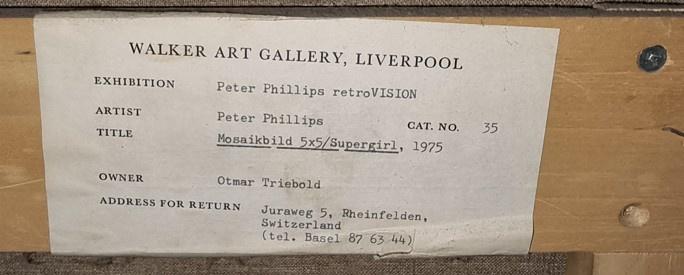 WALKER ART GALLERY, LIVERPOOL
EXHIBITION Peter Phillips retroVISION
ARTIST Peter Phillips CAT. NO. 35
TITLE Mosaikbild 5x5/Supergirl, 1975
OWNER Otmar Triebold
ADDRESS FOR RETURN Juraweg 5, Rheinfelden,
Switzerland
(tel. Basel 87 63 44)